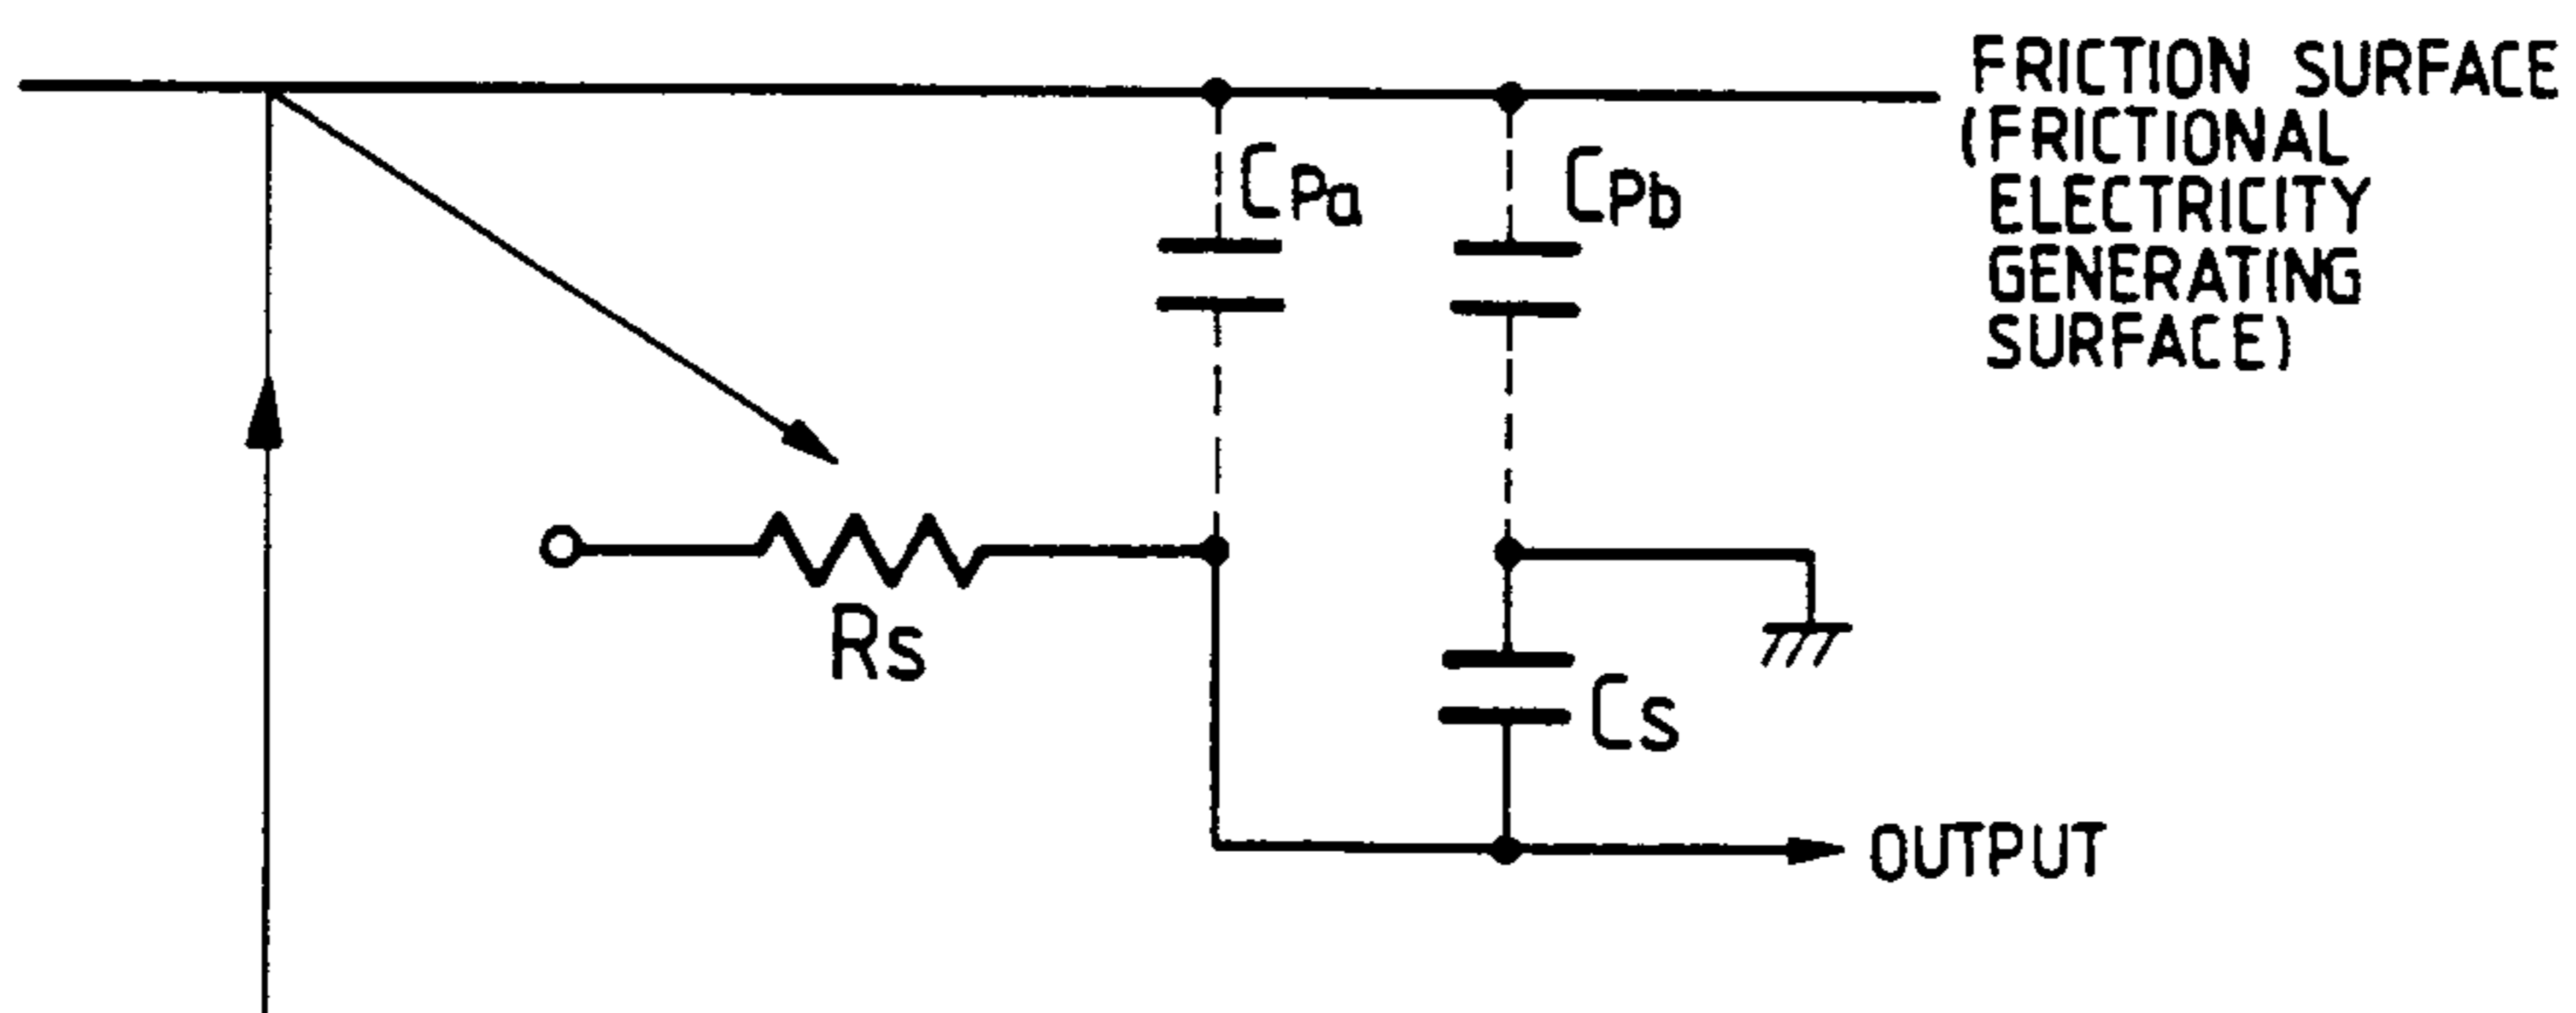 FRICTION SURFACE
(FRICTIONAL
ELECTRICITY
GENERATING
SURFACE)
CPa
CPb
RS
CS
OUTPUT